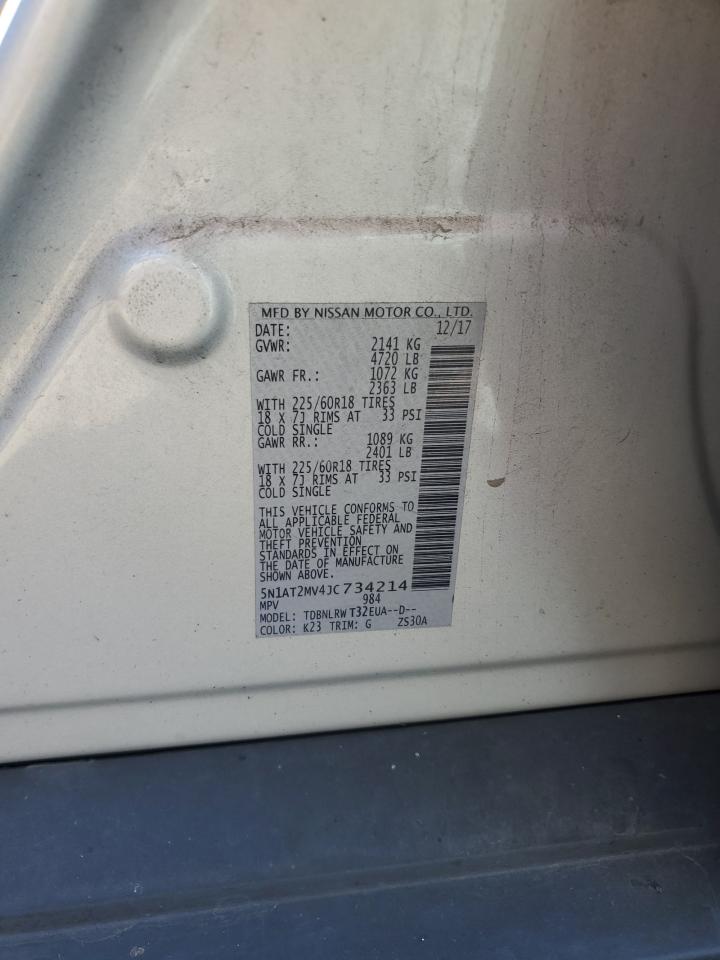 MFD BY NISSAN MOTOR CO., LTD.
DATE: 12/17
GVWR: 2141 KG
4720 LB
GAWR FR.: 1072 KG
2363 LB
WITH 225/60R18 TIRES
18 X 7J RIMS AT 33 PSI
COLD SINGLE
GAWR RR.: 1089 KG
2401 LB
WITH 225/60R18 TIRES
18 X 7J RIMS AT 33 PSI
COLD SINGLE
THIS VEHICLE CONFORMS TO
ALL APPLICABLE FEDERAL
MOTOR VEHICLE SAFETY AND
THEFT PREVENTION
STANDARDS IN EFFECT ON
THE DATE OF MANUFACTURE
SHOWN ABOVE.
5N1AT2MV4JC734214
MPV 984
MODEL: TDBNLRW T32EUA--D--
COLOR: K23 TRIM: G ZS30A